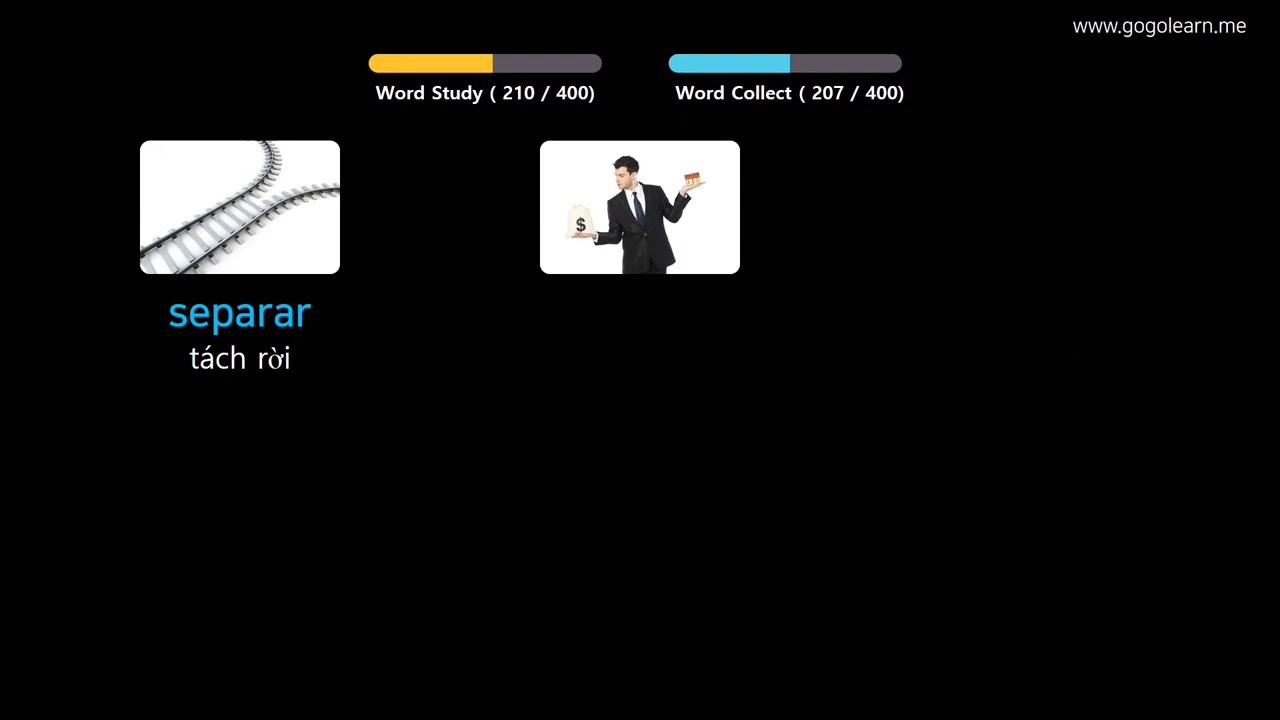 www.gogolearn.me
Word Study ( 210 / 400)
Word Collect ( 207 / 400)
$
separar
tách rời